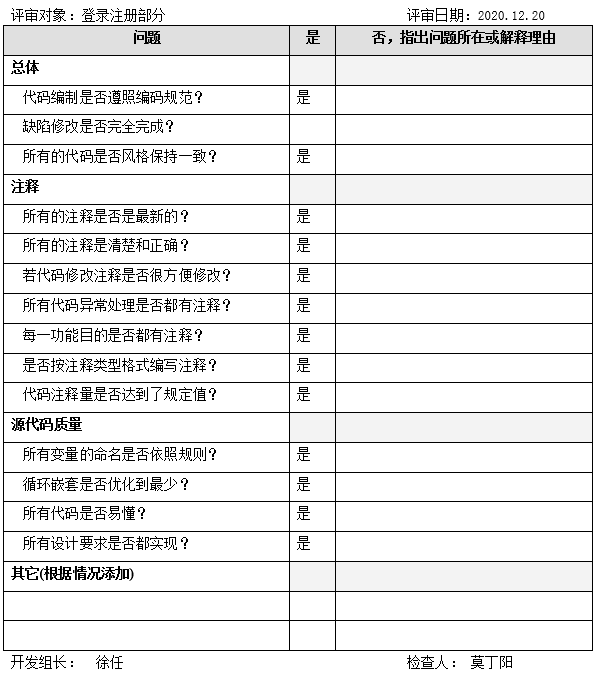 评审对象：登录注册部分 评审日期：2020.12.20
问题 是 否，指出问题所在或解释理由
总体
代码编制是否遵照编码规范？ 是
缺陷修改是否完全完成？
所有的代码是否风格保持一致？ 是
注释
所有的注释是否是最新的？ 是
所有的注释是清楚和正确？ 是
若代码修改注释是否很方便修改？ 是
所有代码异常处理是否都有注释？ 是
每一功能目的是否都有注释？ 是
是否按注释类型格式编写注释？ 是
代码注释量是否达到了规定值？ 是
源代码质量
所有变量的命名是否依照规则？ 是
循环嵌套是否优化到最少？ 是
所有代码是否易懂？ 是
所有设计要求是否都实现？ 是
其它(根据情况添加)
开发组长： 徐任 检查人： 莫丁阳